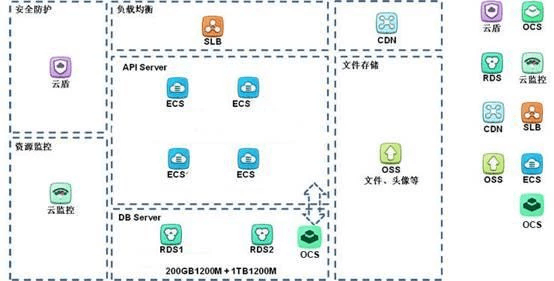 安全防护
云盾
资源监控
云监控
负载均衡
SLB
API Server
ECS
ECS
ECS
ECS
DB Server
RDS1
RDS2
OCS
200GB1200M + 1TB1200M
CDN
文件存储
OSS
文件、头像等
云盾
OCS
RDS
云监控
CDN
SLB
OSS
ECS
OCS